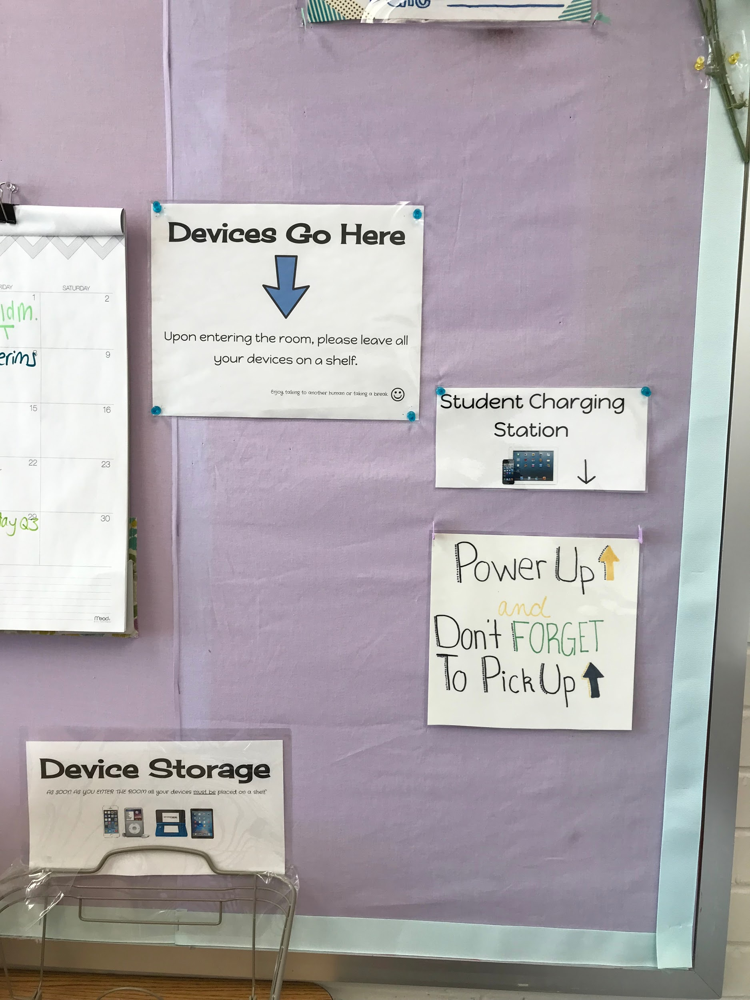 SATURDAY
1
2
9
15
16
22
23
29
30
Mead
Devices Go Here
Upon entering the room, please leave all
your devices on a shelf.
Enjoy talking to another human or taking a break
Student Charging
Station
Power Up
and
Don't FORGET
To Pick Up
Device Storage
AS SOON AS YOU ENTER THE ROOM all your devices must be placed on a shelf